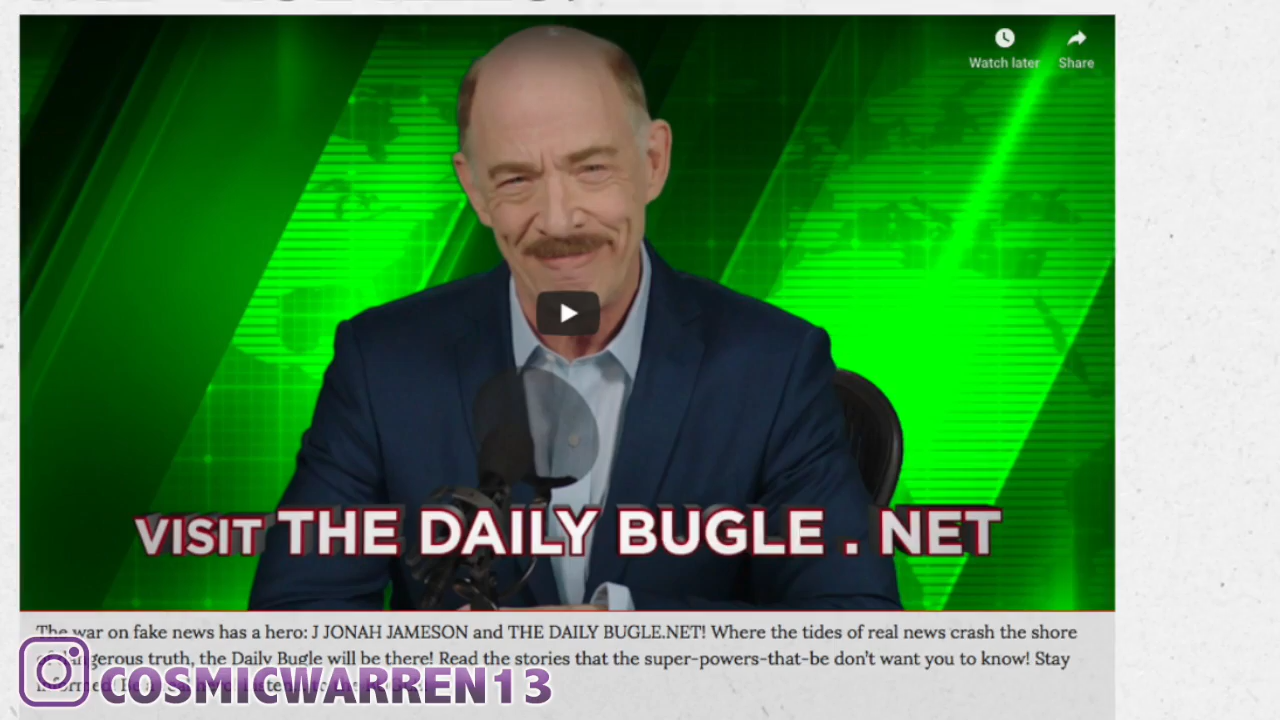 Watch later Share
VISIT THE DAILY BUGLE . NET
The war on fake news has a hero: J JONAH JAMESON and THE DAILY BUGLE.NET! Where the tides of real news crash the shore
of dangerous truth, the Daily Bugle will be there! Read the stories that the super-powers-that-be don't want you to know! Stay
COSMICWARREN13